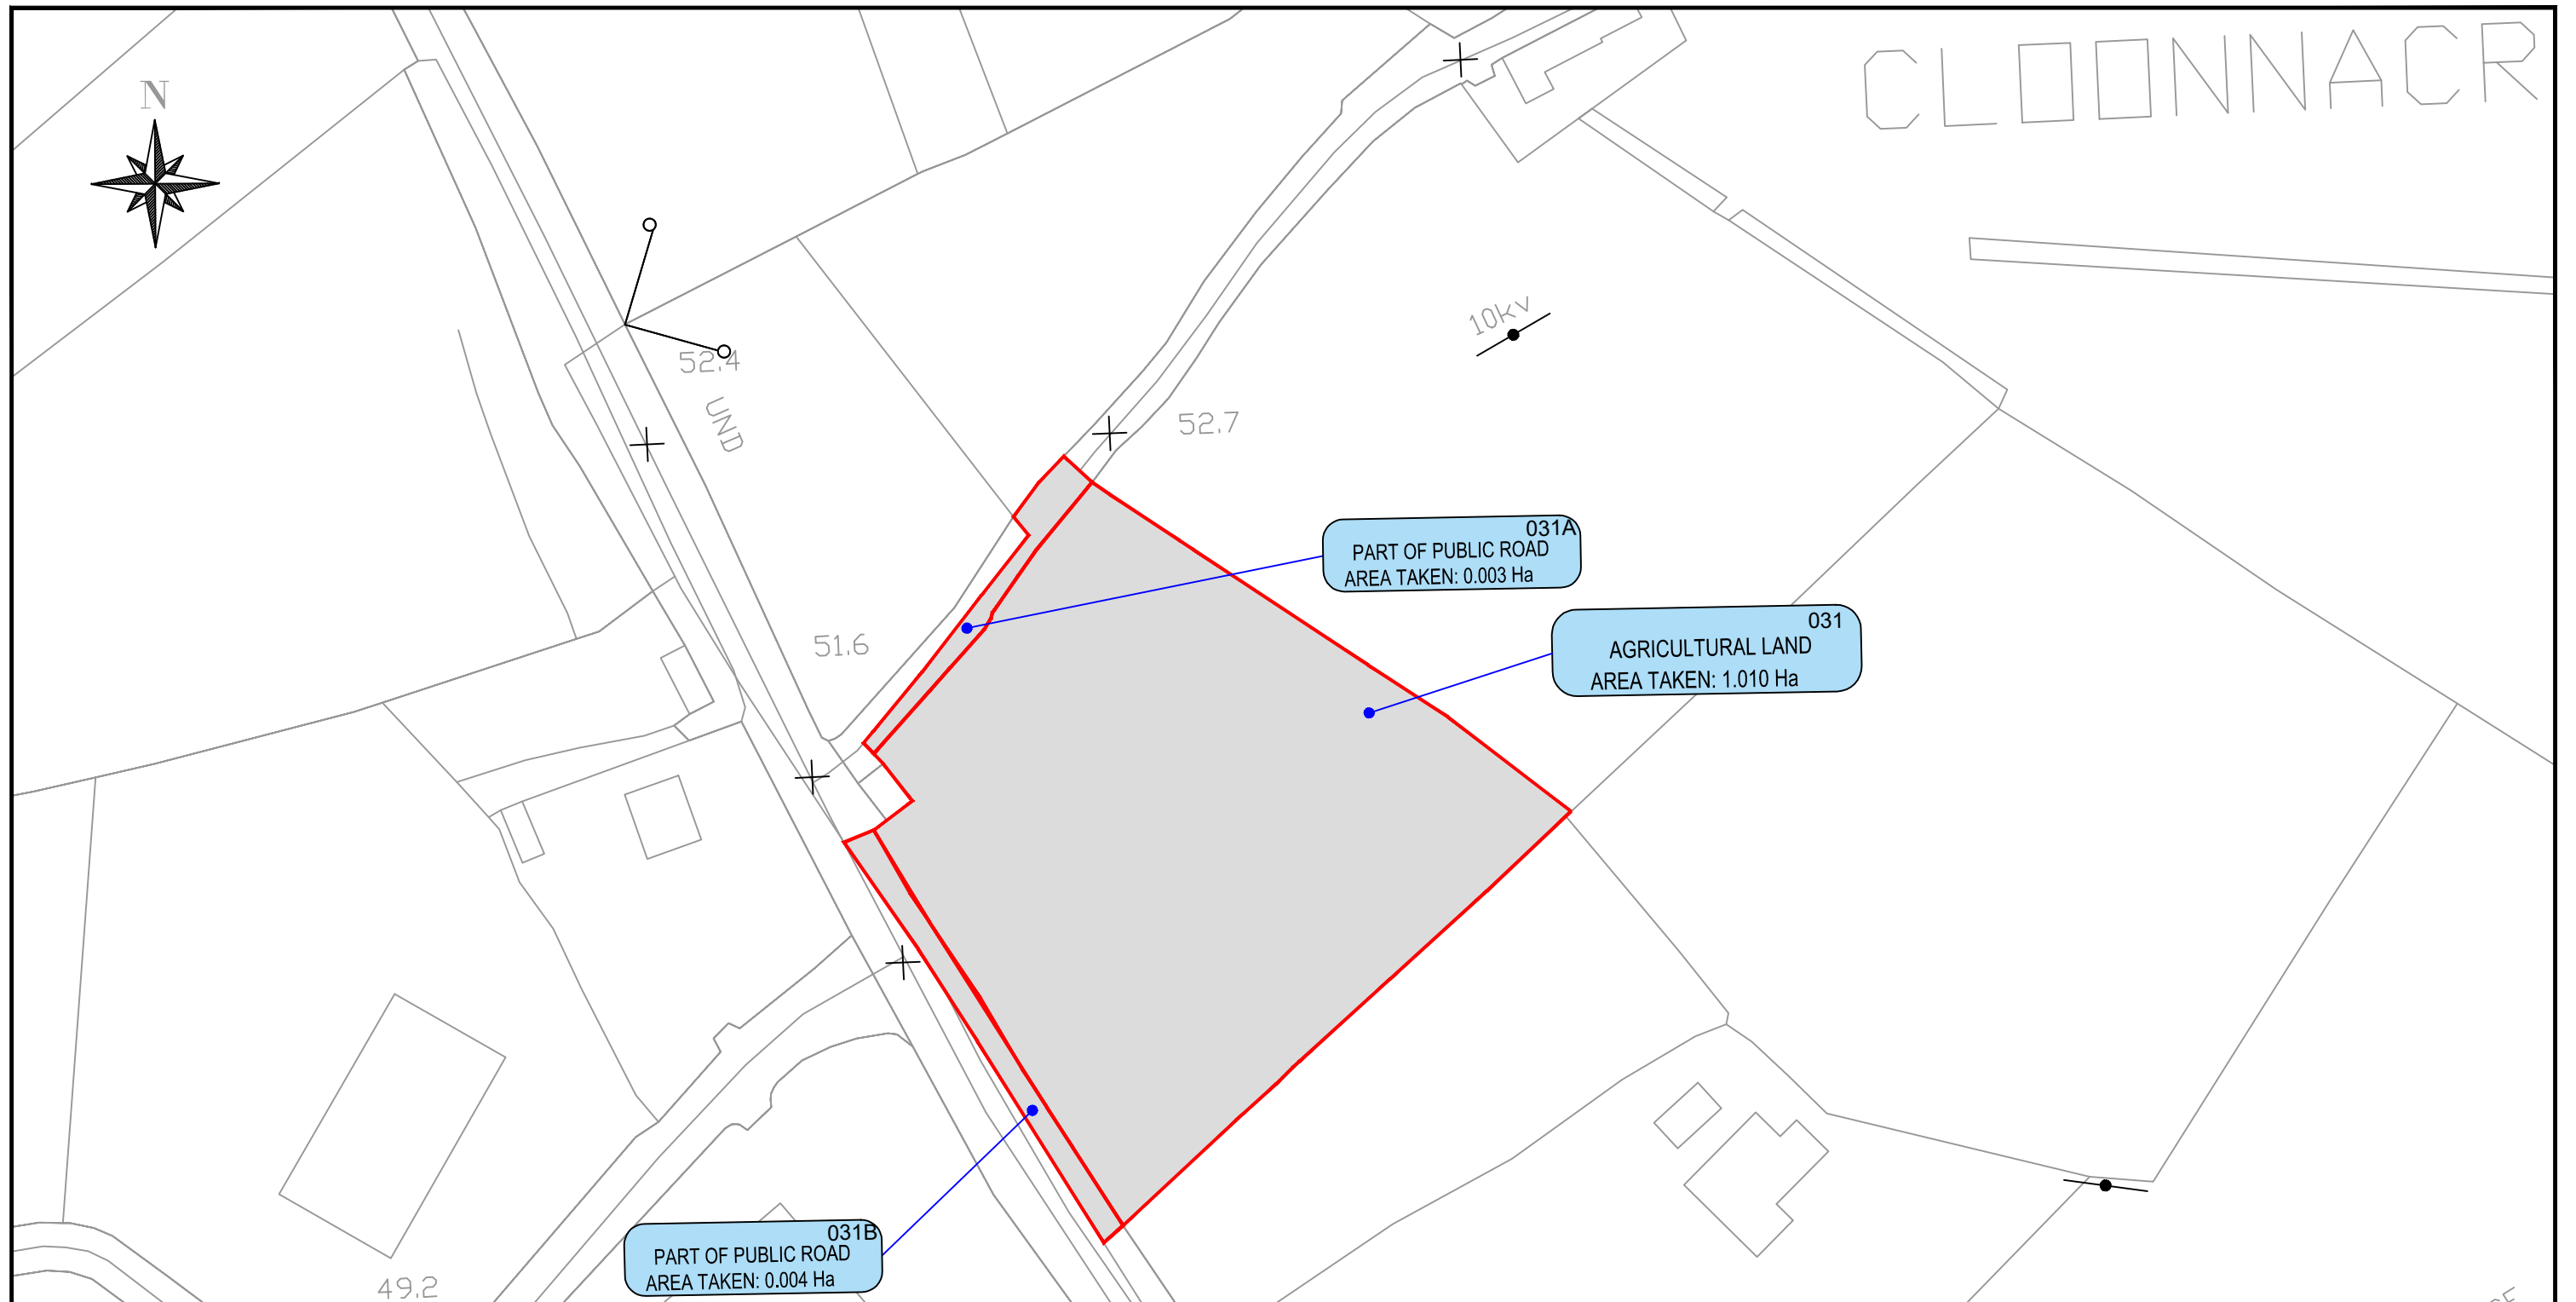 CLOONNACR
N
10kv
52.4
UND
52.7
031A
PART OF PUBLIC ROAD
AREA TAKEN: 0.003 Ha
031
AGRICULTURAL LAND
AREA TAKEN: 1.010 Ha
51.6
031B
PART OF PUBLIC ROAD
AREA TAKEN: 0.004 Ha
49.2